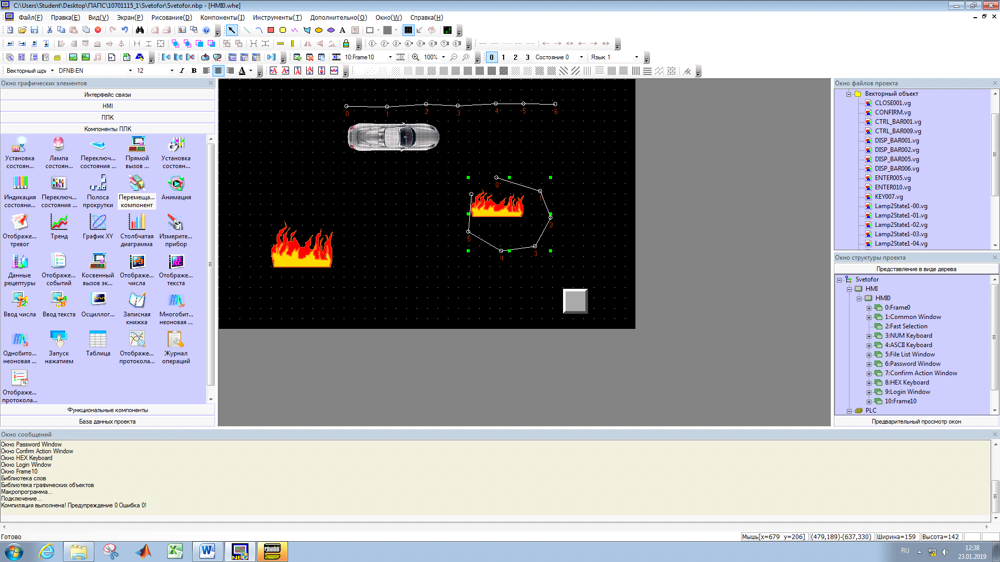 C:\Users\Student\Desktop\ПАПС\10701115_1\Svetofor\Svetofor.nbp - [HMI0.whe]
Файл(F) Правка(E) Вид(V) Экран(P) Рисование(D) Компоненты(I) Инструменты(T) Дополнительно(O) Окно(W) Справка(H)
10:Frame10 100% 0 1 2 3 Состояние 0 Язык 1
Векторный шри DFNB-EN 12 I B A
Окно графических элементов
Интерфейс связи
HMI
ПЛК
Компоненты ПЛК
Установка состоян...
Лампа состоян...
Переключ... состояния ...
Прямой вызов ...
Установка состоян...
Индикация состояни...
Переключ... состояния ...
Полоса прокрутки
Перемеща... компонент
Анимация
Отображе... тревог
Тренд
График XY
Столбчатая диаграмма
Измерите... прибор
Данные рецептуры
Отображе... событий
Косвенный вызов эк...
Отображе... числа
Отображе... текста
Ввод числа
Ввод текста
Осциллог...
Записная книжка
Многобит... неоновая ...
Однобито... неоновая ...
Запуск нажатием
Таблица
Отображе... протокола...
Журнал операций
Отображе... протокола...
Функциональные компоненты
База данных проекта
0 1 2 3 4 5 6
0
1
2
3
4
5
Окно файлов проекта
Векторный объект
CLOSE001.vg
CONFIRM.vg
CTRL_BAR001.vg
CTRL_BAR009.vg
DISP_BAR001.vg
DISP_BAR002.vg
DISP_BAR005.vg
DISP_BAR006.vg
ENTER005.vg
ENTER010.vg
KEY007.vg
Lamp2State1-00.vg
Lamp2State1-01.vg
Lamp2State1-02.vg
Lamp2State1-03.vg
Lamp2State1-04.vg
Окно структуры проекта
Представление в виде дерева
Svetofor
HMI
HMI0
0:Frame0
1:Common Window
2:Fast Selection
3:NUM Keyboard
4:ASCII Keyboard
5:File List Window
6:Password Window
7:Confirm Action Window
8:HEX Keyboard
9:Login Window
10:Frame10
PLC
Предварительный просмотр окон
Окно сообщений
Окно Password Window
Окно Confirm Action Window
Окно HEX Keyboard
Окно Login Window
Окно Frame10
Библиотека слов
Библиотека графических объектов
Макропрограмма...
Подключение...
Компиляция выполнена! Предупреждение 0 Ошибка 0!
Готово
Мышь[x=679 y=206] (479,189)-(637,330) Ширина=159 Высота=142
RU
12:38
23.01.2019